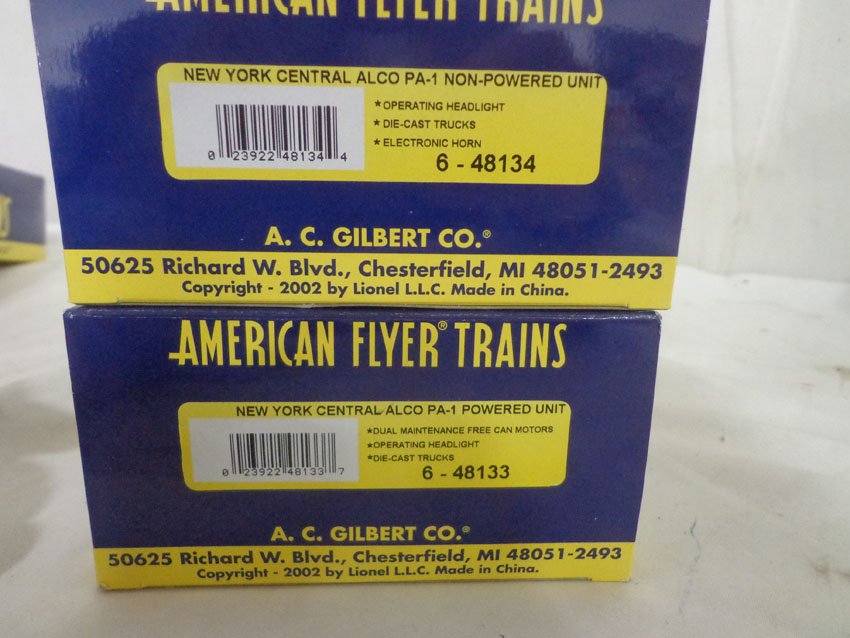 AMERICAN FLYER TRAINS
NEW YORK CENTRAL ALCO PA-1 NON-POWERED UNIT
* OPERATING HEADLIGHT
* DIE-CAST TRUCKS
* ELECTRONIC HORN
0 23922 48134 4
6 - 48134
A. C. GILBERT CO.®
50625 Richard W. Blvd., Chesterfield, MI 48051-2493
Copyright - 2002 by Lionel L.L.C. Made in China.
AMERICAN FLYER® TRAINS
NEW YORK CENTRAL ALCO PA-1 POWERED UNIT
*DUAL MAINTENANCE FREE CAN MOTORS
*OPERATING HEADLIGHT
*DIE-CAST TRUCKS
0 23922 48133 7
6 - 48133
A. C. GILBERT CO.®
50625 Richard W. Blvd., Chesterfield, MI 48051-2493
Copyright - 2002 by Lionel L.L.C. Made in China.